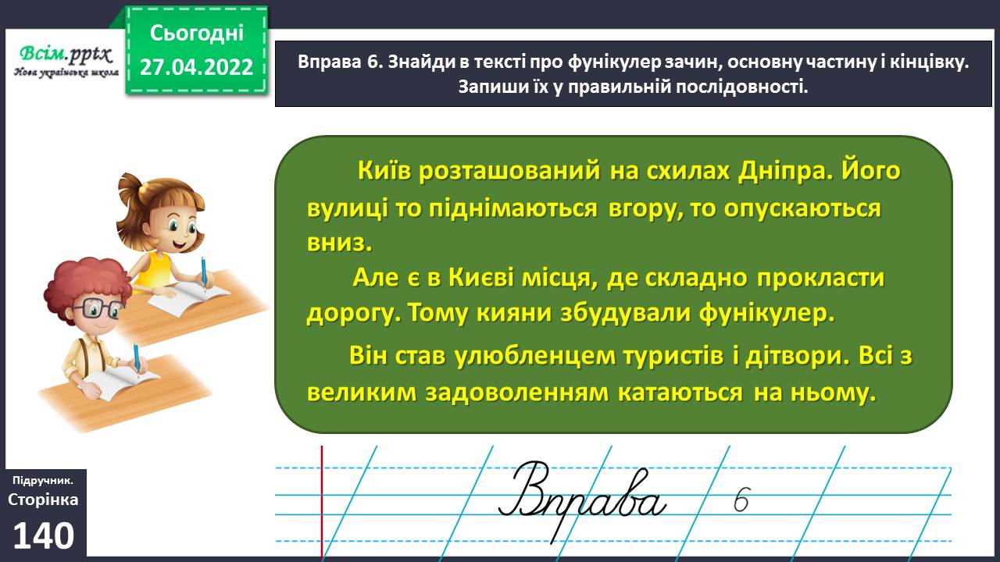 Сьогодні
27.04.2022
Всім.pptx
Нова українська школа
Вправа 6. Знайди в тексті про фунікулер зачин, основну частину і кінцівку.
Запиши їх у правильній послідовності.
Київ розташований на схилах Дніпра. Його
вулиці то піднімаються вгору, то опускаються
вниз.
Але є в Києві місця, де складно прокласти
дорогу. Тому кияни збудували фунікулер.
Він став улюбленцем туристів і дітвори. Всі з
великим задоволенням катаються на ньому.
Вправа 6
Підручник.
Сторінка
140